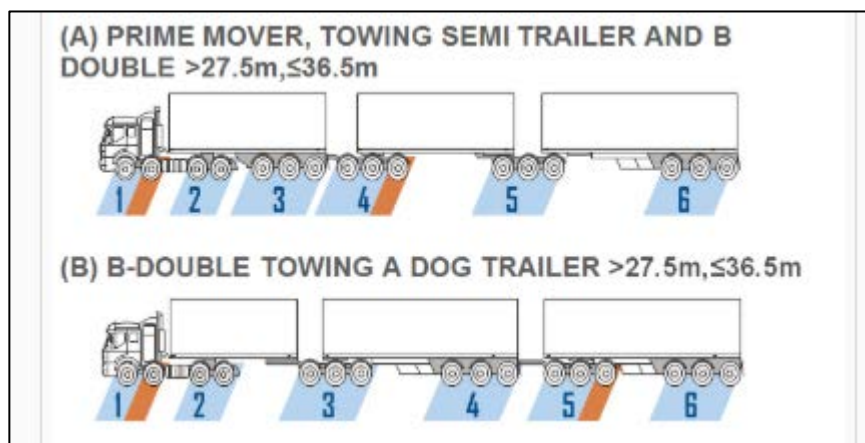 (A) PRIME MOVER, TOWING SEMI TRAILER AND B
DOUBLE >27.5m,≤36.5m
1 2 3 4 5 6
(B) B-DOUBLE TOWING A DOG TRAILER >27.5m,≤36.5m
1 2 3 4 5 6